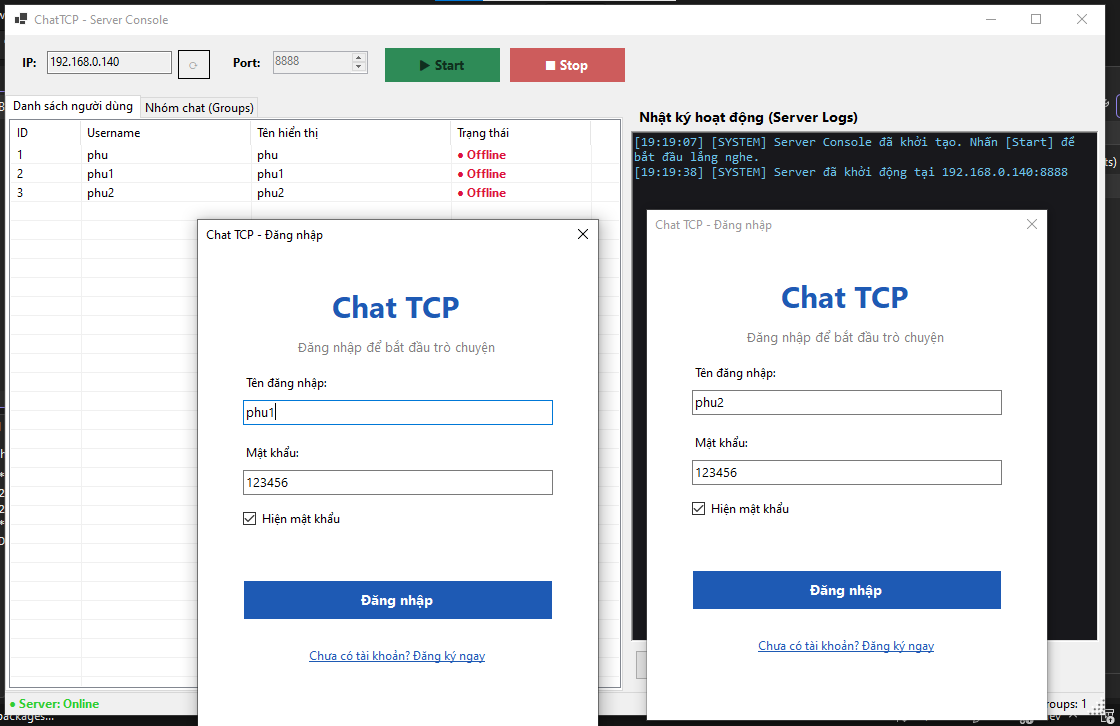 ChatTCP - Server Console
IP: 192.168.0.140 Port: 8888 Start Stop
Danh sách người dùng Nhóm chat (Groups)
ID Username Tên hiển thị Trạng thái
1 phu phu Offline
2 phu1 phu1 Offline
3 phu2 phu2 Offline
Nhật ký hoạt động (Server Logs)
[19:19:07] [SYSTEM] Server Console đã khởi tạo. Nhấn [Start] để
bắt đầu lắng nghe.
[19:19:38] [SYSTEM] Server đã khởi động tại 192.168.0.140:8888
Chat TCP - Đăng nhập
Chat TCP
Đăng nhập để bắt đầu trò chuyện
Tên đăng nhập:
phu1
Mật khẩu:
123456
Hiện mật khẩu
Đăng nhập
Chưa có tài khoản? Đăng ký ngay
Chat TCP - Đăng nhập
Chat TCP
Đăng nhập để bắt đầu trò chuyện
Tên đăng nhập:
phu2
Mật khẩu:
123456
Hiện mật khẩu
Đăng nhập
Chưa có tài khoản? Đăng ký ngay
Server: Online
roups: 1